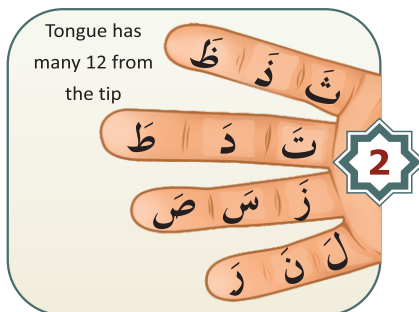 Tongue has
many 12 from
the tip
ثَ ذَ ظَ
تَ دَ طَ
زَ سَ صَ
لَ نَ رَ
2